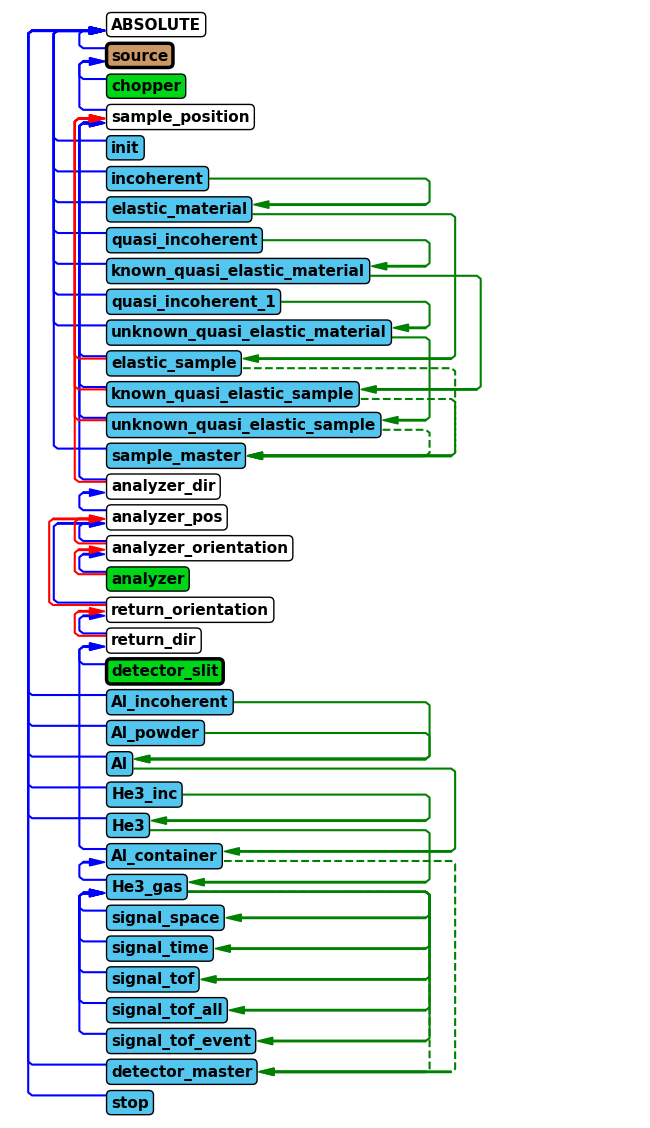 ABSOLUTE
source
chopper
sample_position
init
incoherent
elastic_material
quasi_incoherent
known_quasi_elastic_material
quasi_incoherent_1
unknown_quasi_elastic_material
elastic_sample
known_quasi_elastic_sample
unknown_quasi_elastic_sample
sample_master
analyzer_dir
analyzer_pos
analyzer_orientation
analyzer
return_orientation
return_dir
detector_slit
Al_incoherent
Al_powder
Al
He3_inc
He3
Al_container
He3_gas
signal_space
signal_time
signal_tof
signal_tof_all
signal_tof_event
detector_master
stop